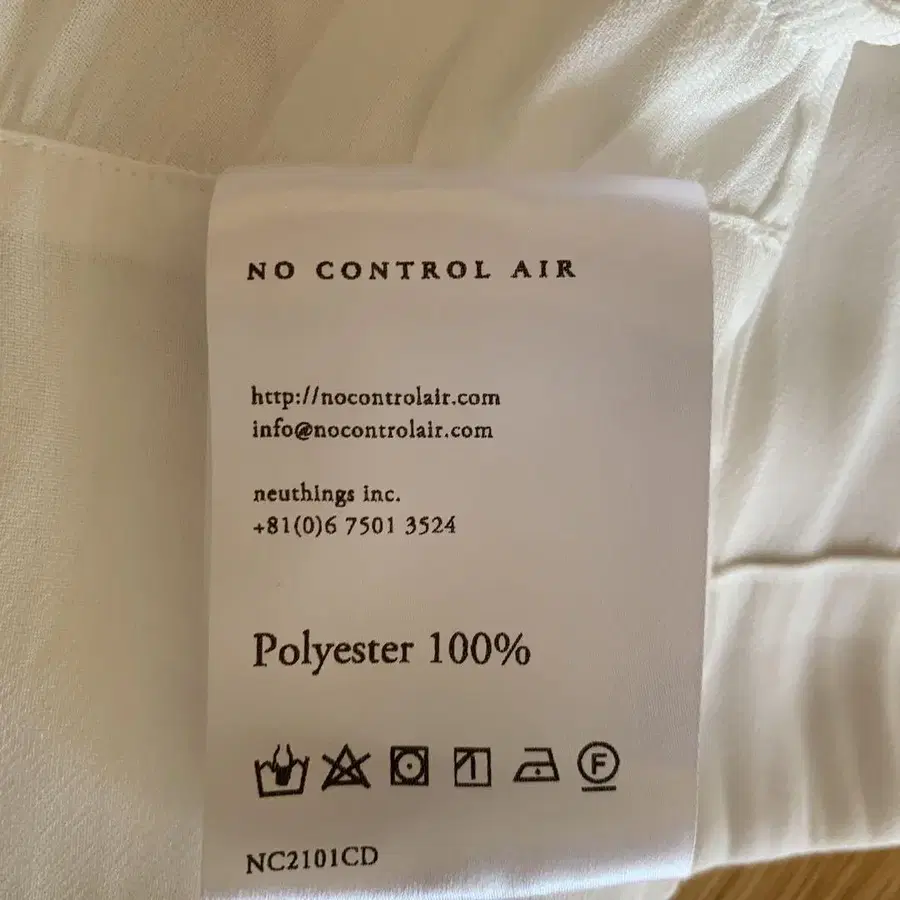 NO CONTROL AIR
http://nocontrolair.com
info@nocontrolair.com
neuthings inc.
+81(0)6 7501 3524
Polyester 100%
F
NC2101CD